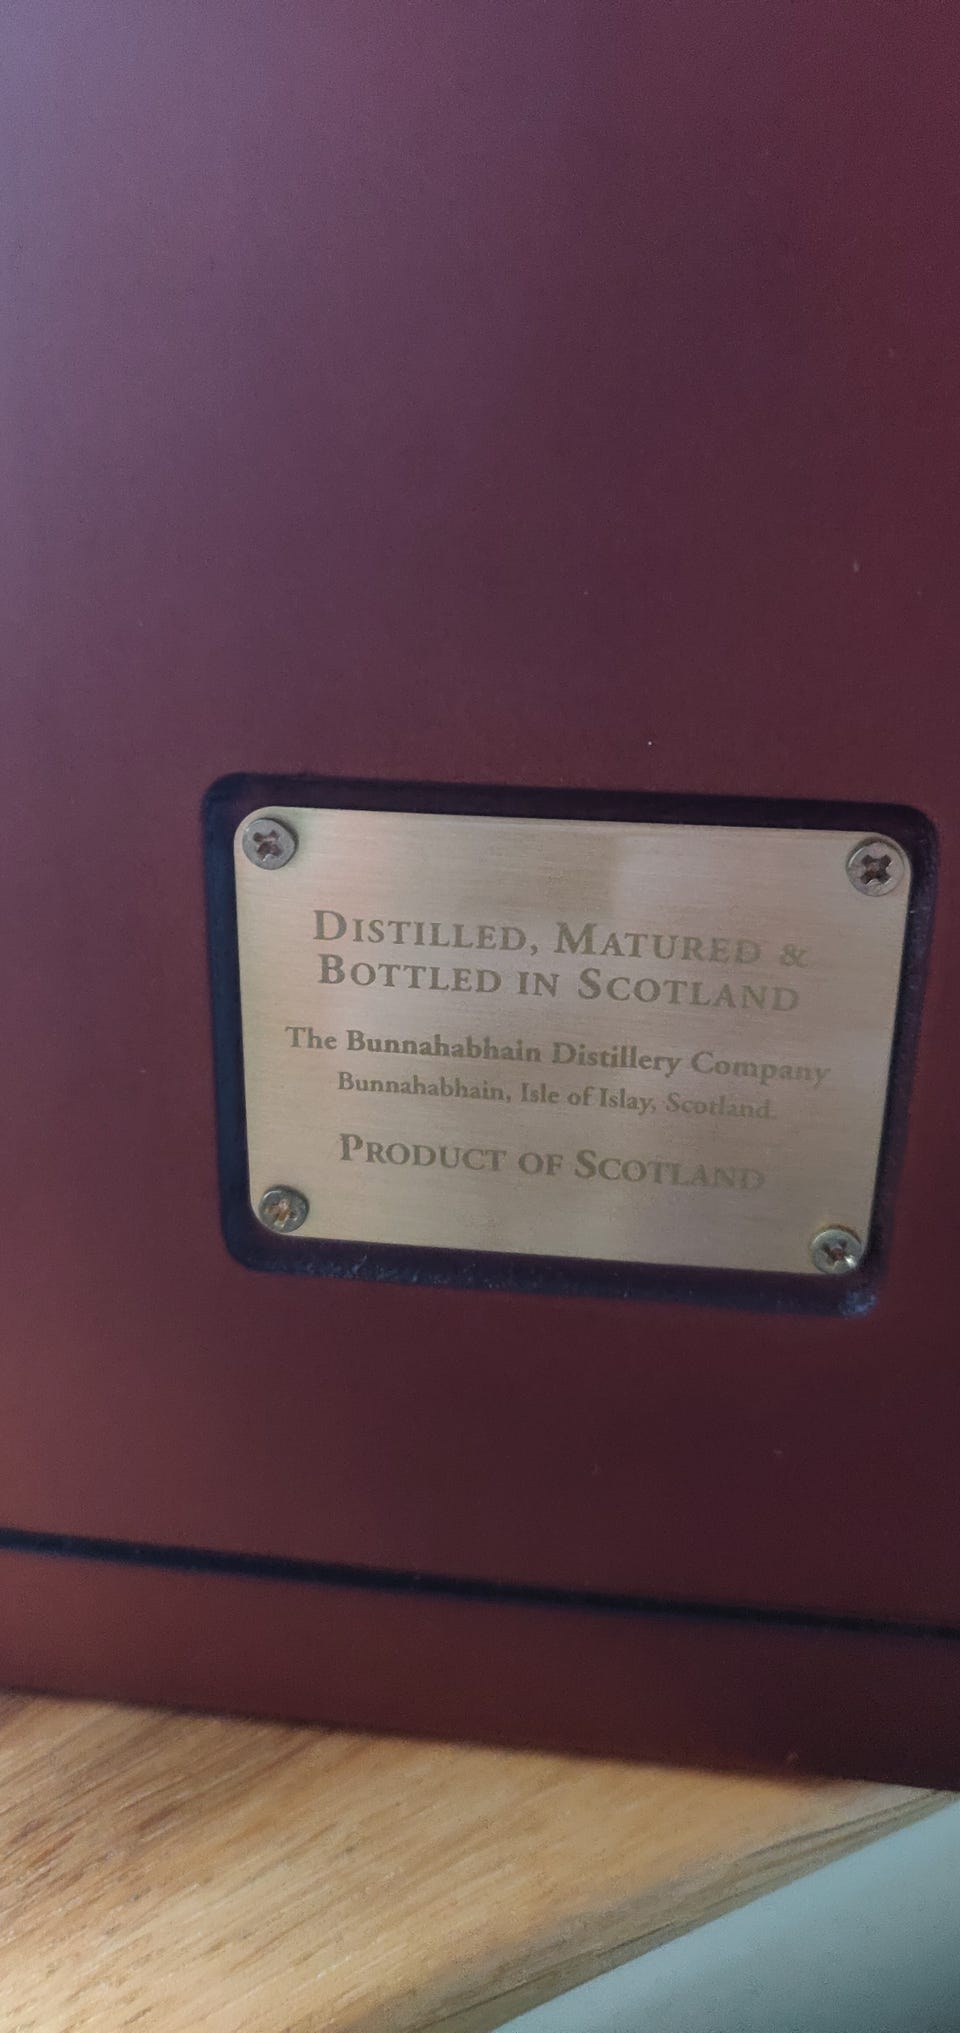 Distilled, Matured &
Bottled in Scotland
The Bunnahabhain Distillery Company
Bunnahabhain, Isle of Islay, Scotland.
Product of Scotland